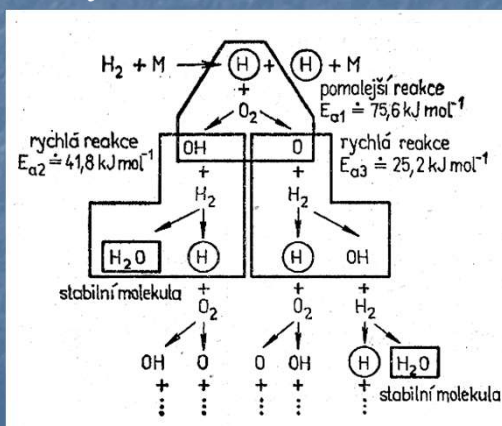 H₂ + M → H + H + M
+
pomalejší reakce
O₂
Eₐ₁ ≐ 75,6 kJ mol⁻¹
rychlá reakce
Eₐ₂ ≐ 41,8 kJ mol⁻¹
OH
O
rychlá reakce
Eₐ₃ ≐ 25,2 kJ mol⁻¹
+ +
H₂ H₂
H₂O H H OH
stabilní molekula
+ + +
O₂ O₂ H₂
OH O O OH H H₂O
+ + + + +
stabilní molekula
⋮ ⋮ ⋮ ⋮ ⋮